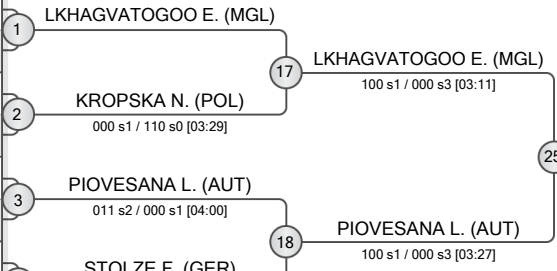 LKHAGVATOGOO E. (MGL)
1
17
LKHAGVATOGOO E. (MGL)
100 s1 / 000 s3 [03:11]
KROPSKA N. (POL)
2
000 s1 / 110 s0 [03:29]
25
PIOVESANA L. (AUT)
3
011 s2 / 000 s1 [04:00]
18
PIOVESANA L. (AUT)
100 s1 / 000 s3 [03:27]
STOLZE F. (GER)